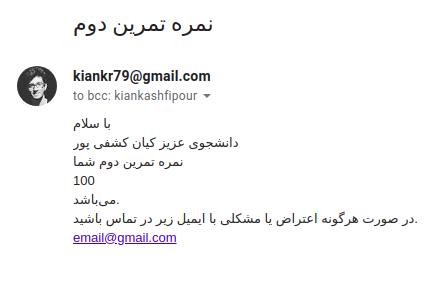 نمره تمرین دوم
kiankr79@gmail.com
to bcc: kiankashfipour
با سلام
دانشجوی عزیز کیان کشفی پور
نمره تمرین دوم شما
100
می‌باشد.
در صورت هرگونه اعتراض یا مشکلی با ایمیل زیر در تماس باشید.
email@gmail.com